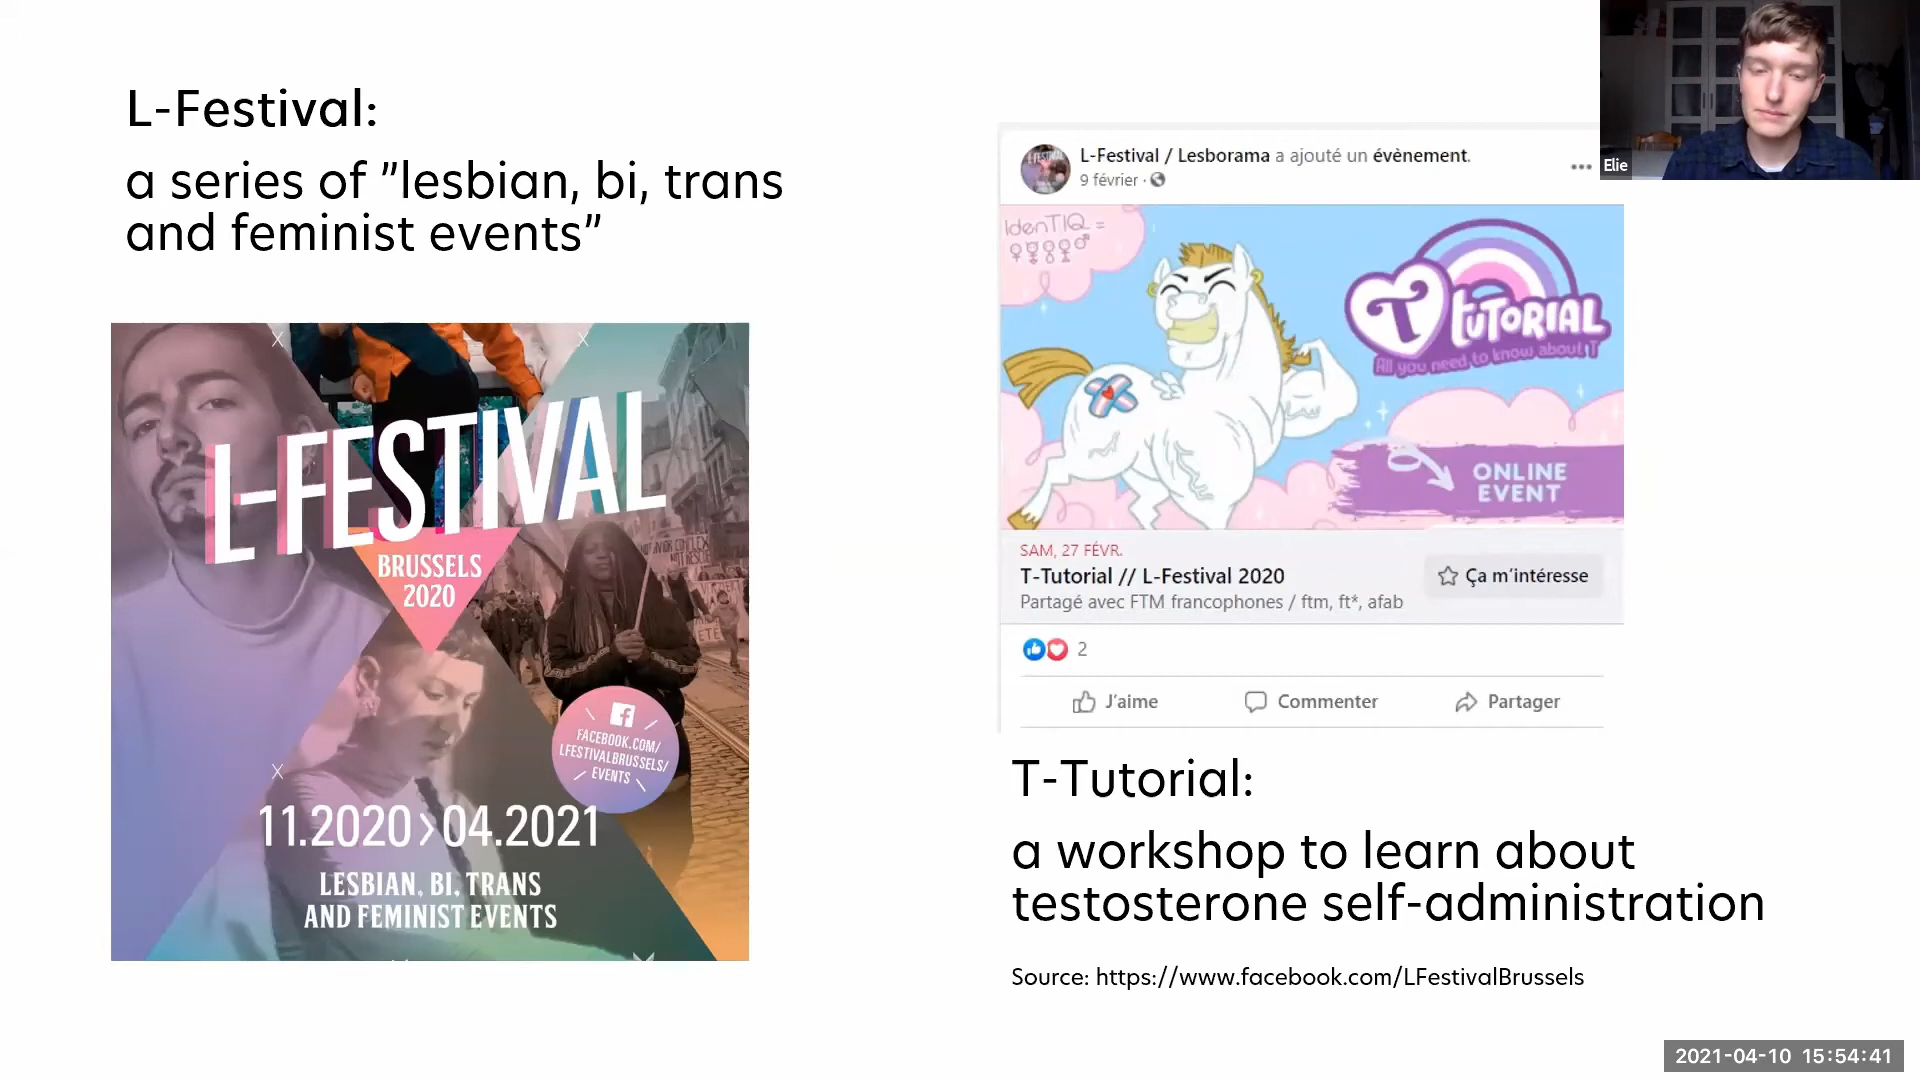 L-Festival:
a series of ”lesbian, bi, trans
and feminist events”
L-FESTIVAL
BRUSSELS
2020
FACEBOOK.COM/
LFESTIVALBRUSSELS/
EVENTS
11.2020>04.2021
LESBIAN, BI, TRANS
AND FEMINIST EVENTS
L-Festival / Lesborama a ajouté un évènement.
9 février ·
IdenTIQ =
T TUTORIAL
All you need to know about T
ONLINE
EVENT
SAM, 27 FÉVR.
T-Tutorial // L-Festival 2020
Partagé avec FTM francophones / ftm, ft*, afab
Ça m’intéresse
2
J’aime
Commenter
Partager
T-Tutorial:
a workshop to learn about
testosterone self-administration
Source: https://www.facebook.com/LFestivalBrussels
Elie
2021-04-10 15:54:41